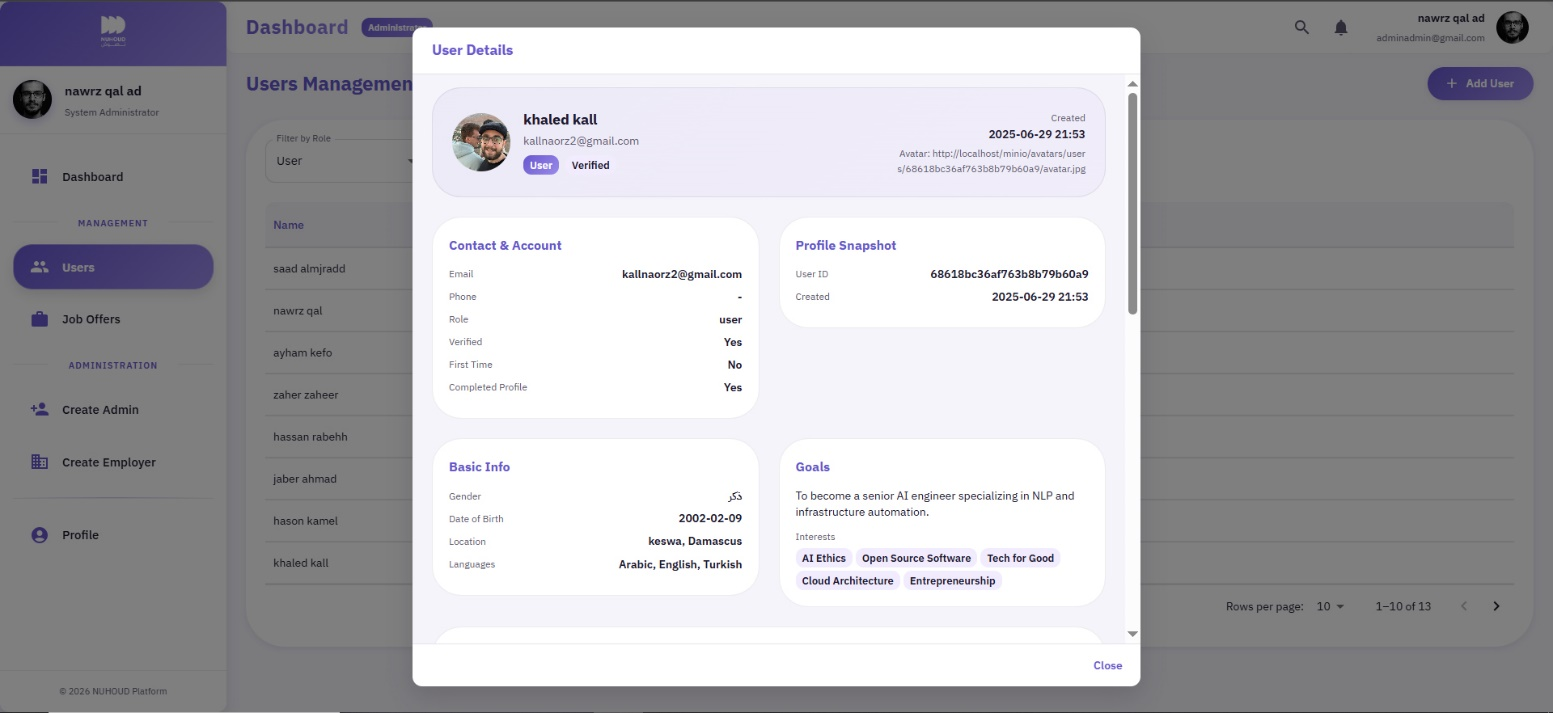 NUHOUD
Dashboard
nawrz qal ad
adminadmin@gmail.com
nawrz qal ad
System Administrator
Dashboard
MANAGEMENT
Users
Job Offers
ADMINISTRATION
Create Admin
Create Employer
Profile
© 2026 NUHOUD Platform
Add User
Filter by Role
User
Name
saad almjradd
nawrz qal
ayham kefo
zaher zaheer
hassan rabehh
jaber ahmad
hason kamel
khaled kall
Rows per page: 10 1–10 of 13
User Details
khaled kall
kallnaorz2@gmail.com
User Verified
Created
2025-06-29 21:53
Avatar: http://localhost/minio/avatars/user
s/68618bc36af763b8b79b60a9/avatar.jpg
Contact & Account
Email kallnaorz2@gmail.com
Phone -
Role user
Verified Yes
First Time No
Completed Profile Yes
Profile Snapshot
User ID 68618bc36af763b8b79b60a9
Created 2025-06-29 21:53
Basic Info
Gender ذكر
Date of Birth 2002-02-09
Location keswa, Damascus
Languages Arabic, English, Turkish
Goals
To become a senior AI engineer specializing in NLP and
infrastructure automation.
Interests
AI Ethics Open Source Software Tech for Good
Cloud Architecture Entrepreneurship
Close